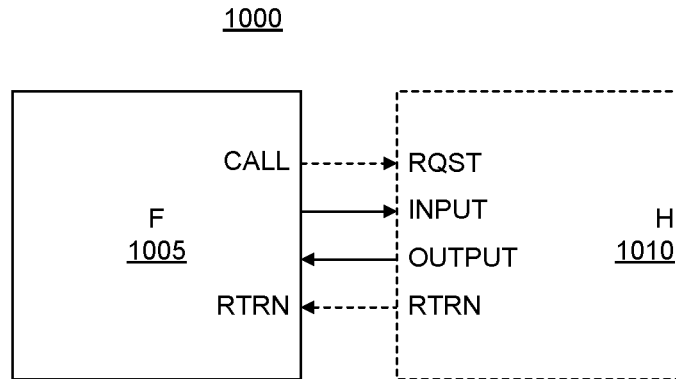 1000
CALL RQST
INPUT
F H
1005 1010
OUTPUT
RTRN RTRN